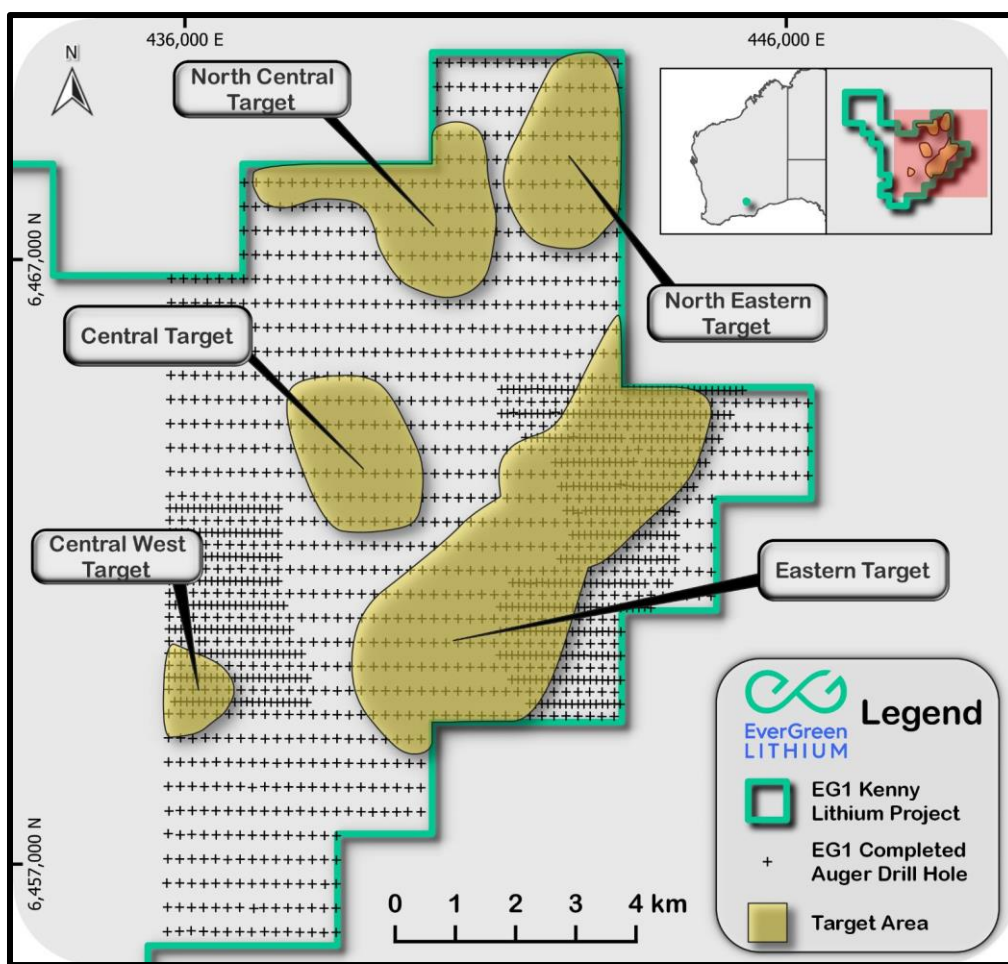 436,000 E
446,000 E
N
North Central
Target
6,467,000 N
North Eastern
Target
Central Target
Central West
Target
Eastern Target
6,457,000 N
0 1 2 3 4 km
EverGreen
LITHIUM
Legend
EG1 Kenny
Lithium Project
EG1 Completed
Auger Drill Hole
Target Area